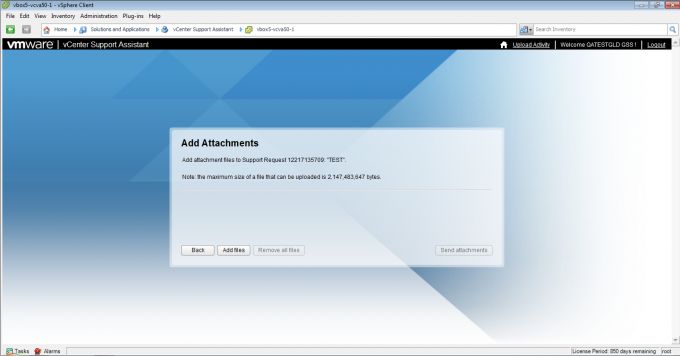 vbox5-vcva50-1 - vSphere Client
File Edit View Inventory Administration Plug-ins Help
Home Solutions and Applications vCenter Support Assistant vbox5-vcva50-1 Search Inventory
vmware | vCenter Support Assistant Upload Activity | Welcome QATESTGLD GSS ! | Logout
Add Attachments
Add attachment files to Support Request 12217135709: "TEST".
Note: the maximum size of a file that can be uploaded is 2,147,483,647 bytes.
Back Add files Remove all files Send attachments
Tasks Alarms License Period: 850 days remaining root